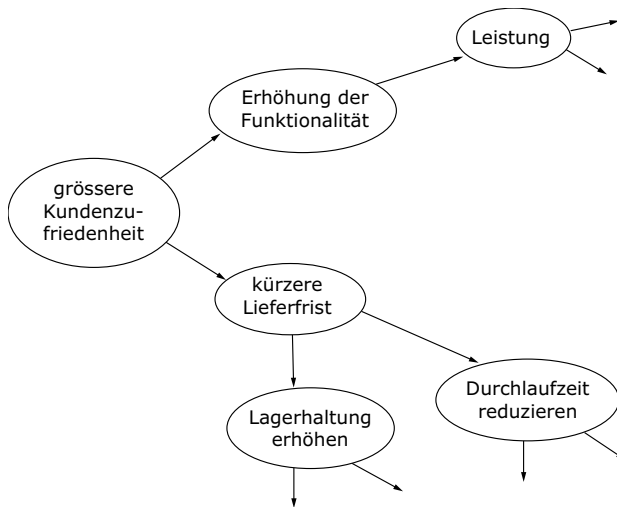 Leistung
Erhöhung der
Funktionalität
grössere
Kundenzu-
friedenheit
kürzere
Lieferfrist
Durchlaufzeit
reduzieren
Lagerhaltung
erhöhen